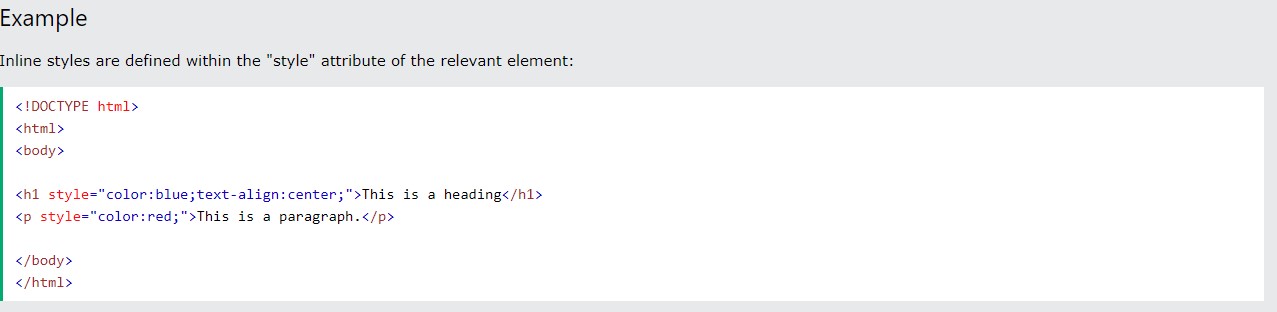 Example
Inline styles are defined within the "style" attribute of the relevant element:
<!DOCTYPE html>
<html>
<body>
<h1 style="color:blue;text-align:center;">This is a heading</h1>
<p style="color:red;">This is a paragraph.</p>
</body>
</html>